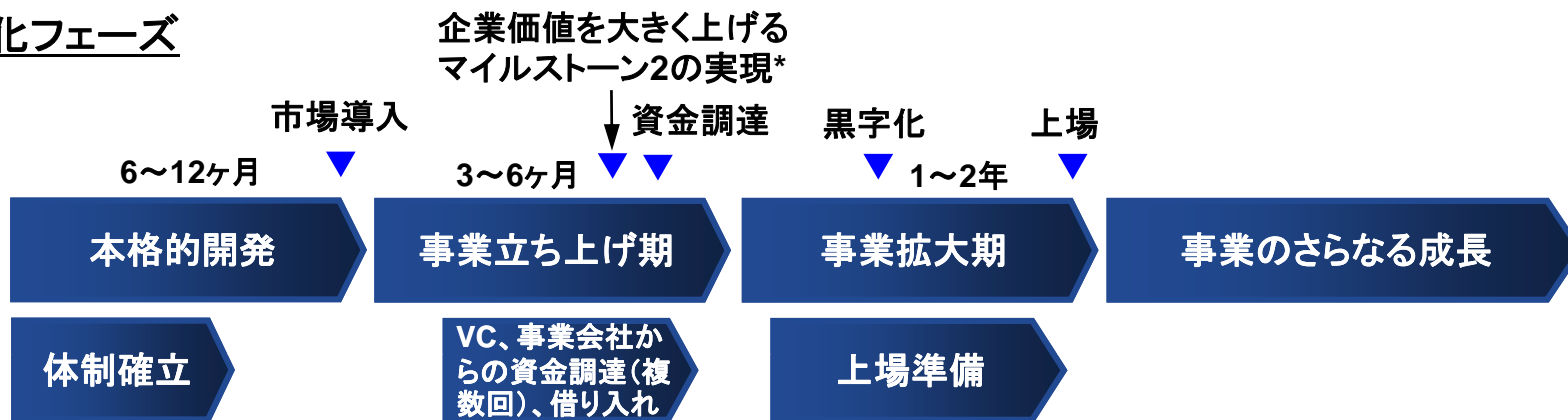 化フェーズ
企業価値を大きく上げる
マイルストーン2の実現*
市場導入
資金調達
黒字化
上場
6～12ヶ月
3～6ヶ月
1～2年
本格的開発
事業立ち上げ期
事業拡大期
事業のさらなる成長
体制確立
VC、事業会社か
らの資金調達（複
数回）、借り入れ
上場準備